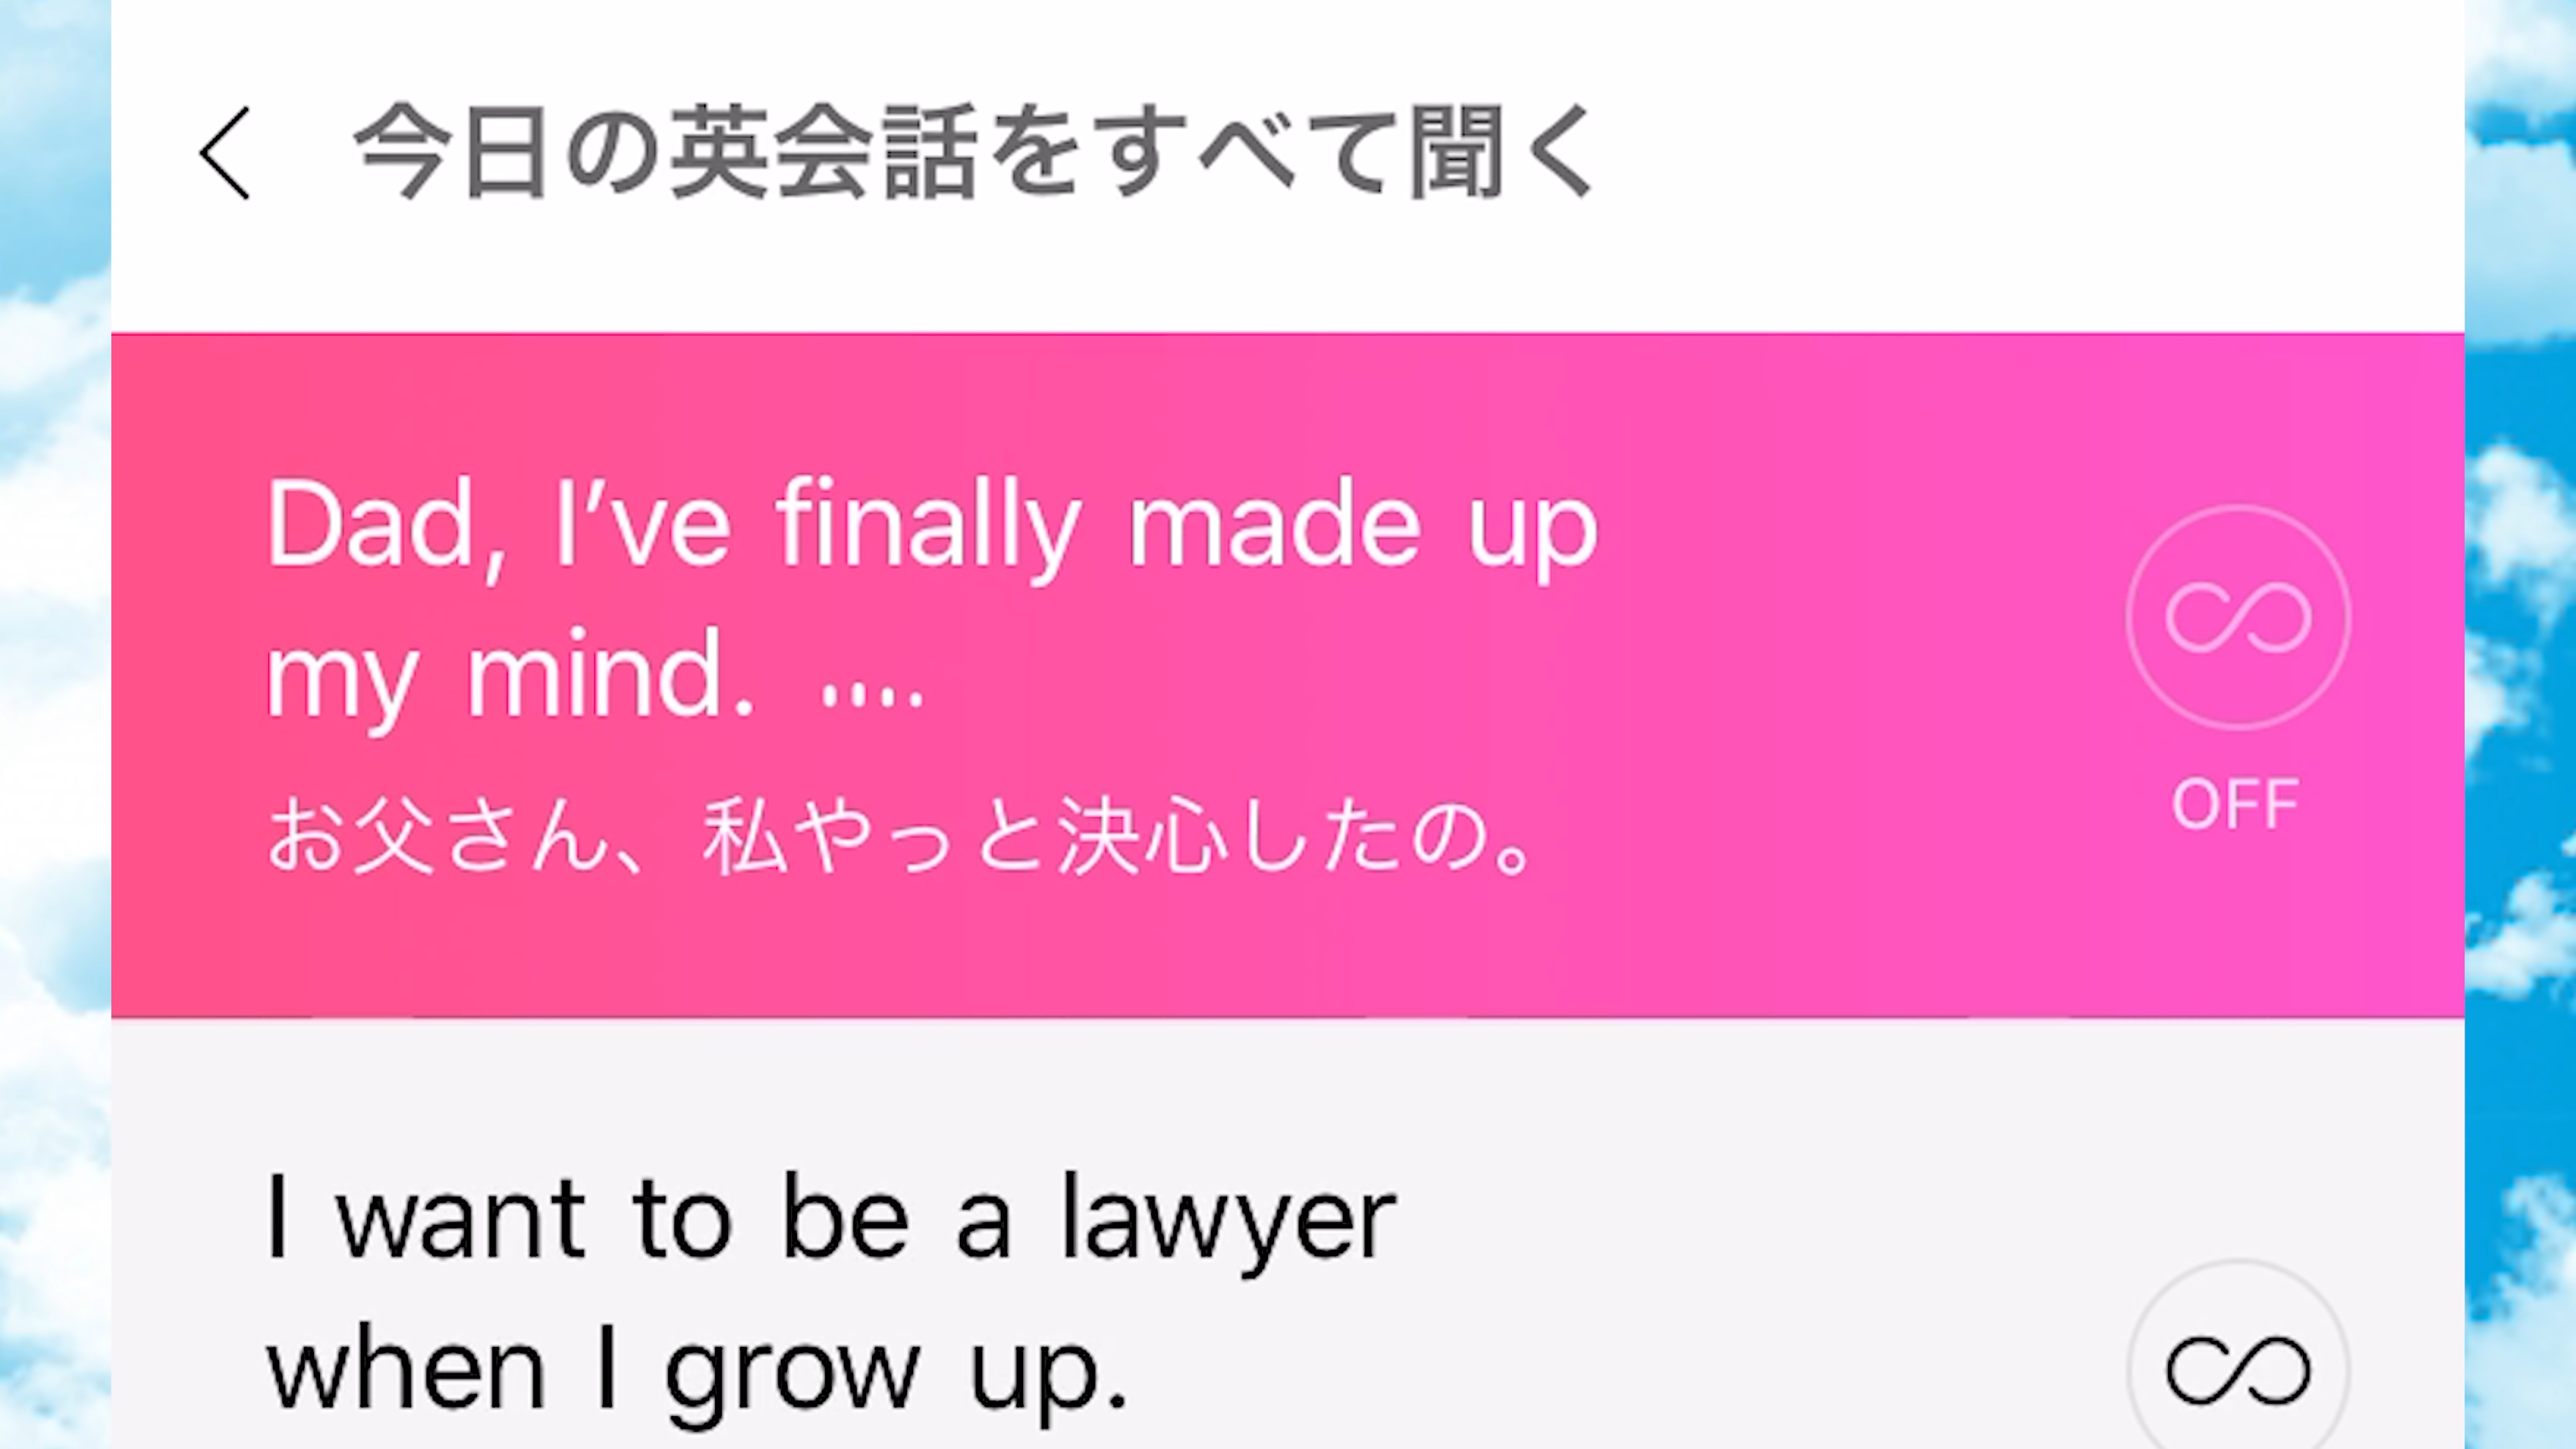 今日の英会話をすべて聞く
Dad, I’ve finally made up
my mind.
お父さん、私やっと決心したの。
OFF
I want to be a lawyer
when I grow up.